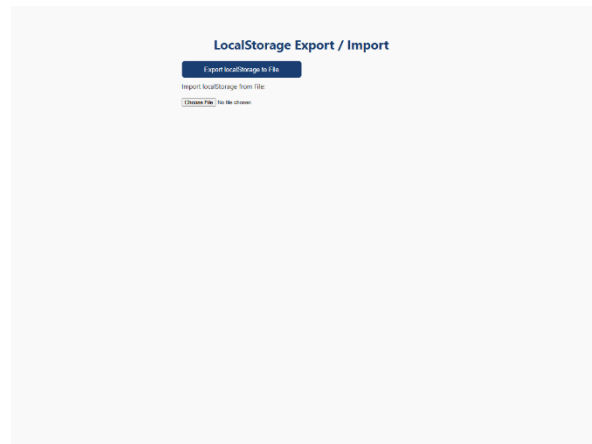 LocalStorage Export / Import
Export localStorage to File
Import localStorage from File:
Choose File No file chosen